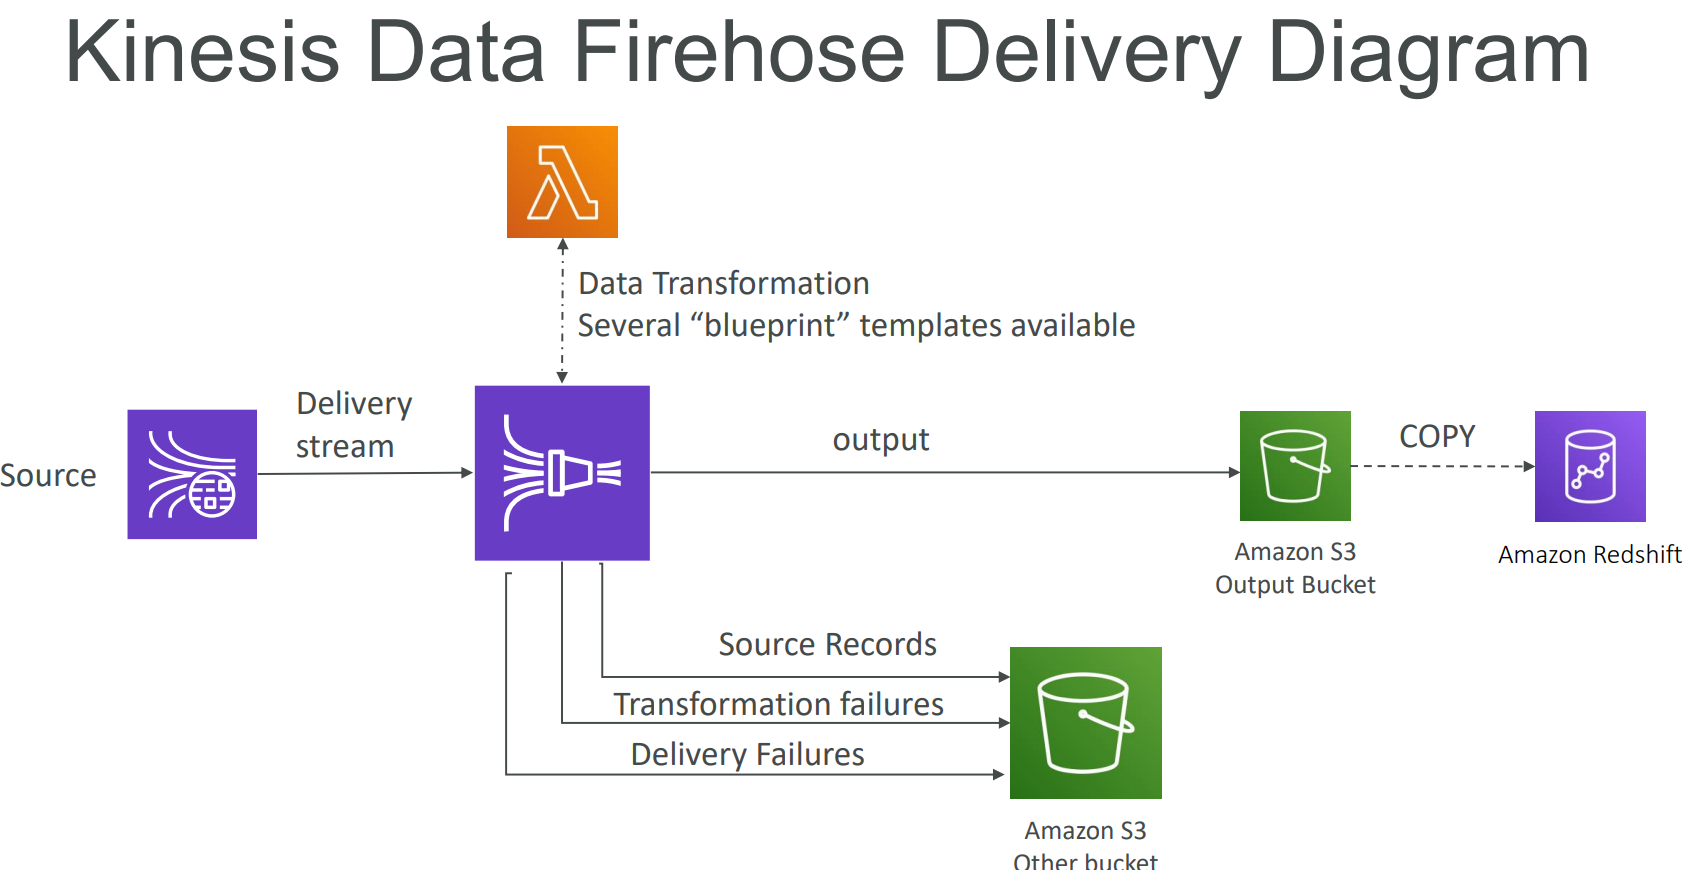 Kinesis Data Firehose Delivery Diagram
Data Transformation
Several “blueprint” templates available
Source
Delivery
stream
output
COPY
Amazon S3
Output Bucket
Amazon Redshift
Source Records
Transformation failures
Delivery Failures
Amazon S3
Other bucket